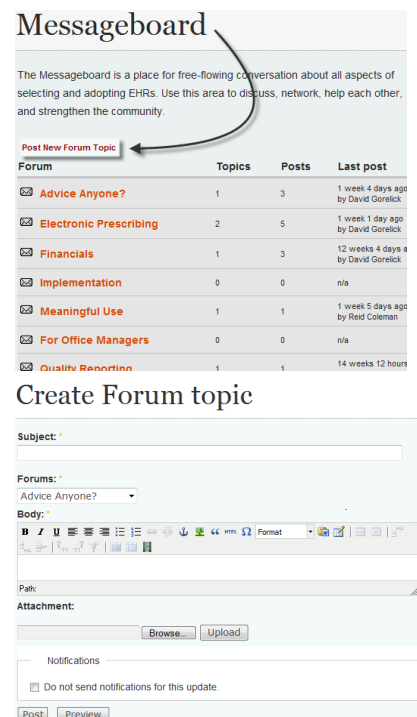 Messageboard
The Messageboard is a place for free-flowing conversation about all aspects of
selecting and adopting EHRs. Use this area to discuss, network, help each other,
and strengthen the community.
Post New Forum Topic
Forum Topics Posts Last post
Advice Anyone? 1 3 1 week 4 days ago
by David Gorelick
Electronic Prescribing 2 5 1 week 1 day ago
by David Gorelick
Financials 1 3 12 weeks 4 days a
by David Gorelick
Implementation 0 0 n/a
Meaningful Use 1 1 1 week 5 days ago
by Reid Coleman
For Office Managers 0 0 n/a
Quality Reporting 1 1 14 weeks 12 hours
Create Forum topic
Subject: *
Forums: *
Advice Anyone?
Body: *
B I U HTML Ω Format
Path:
Attachment:
Browse... Upload
Notifications
Do not send notifications for this update.
Post Preview